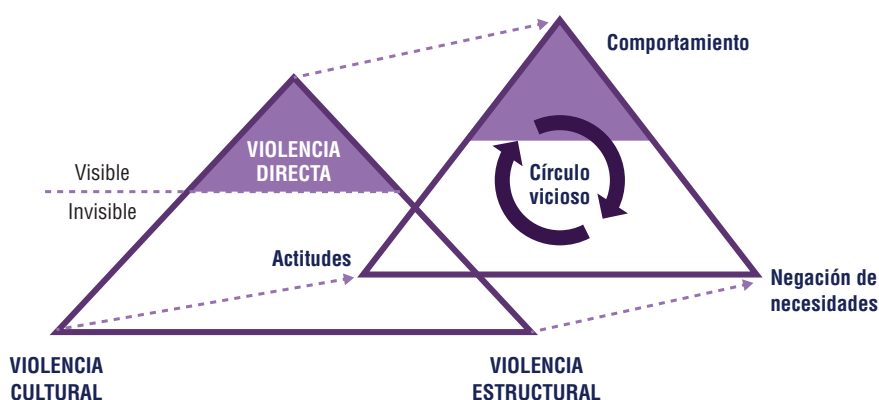 Comportamiento
VIOLENCIA
DIRECTA
Visible
Invisible
Círculo
vicioso
Actitudes
Negación de
necesidades
VIOLENCIA
CULTURAL
VIOLENCIA
ESTRUCTURAL